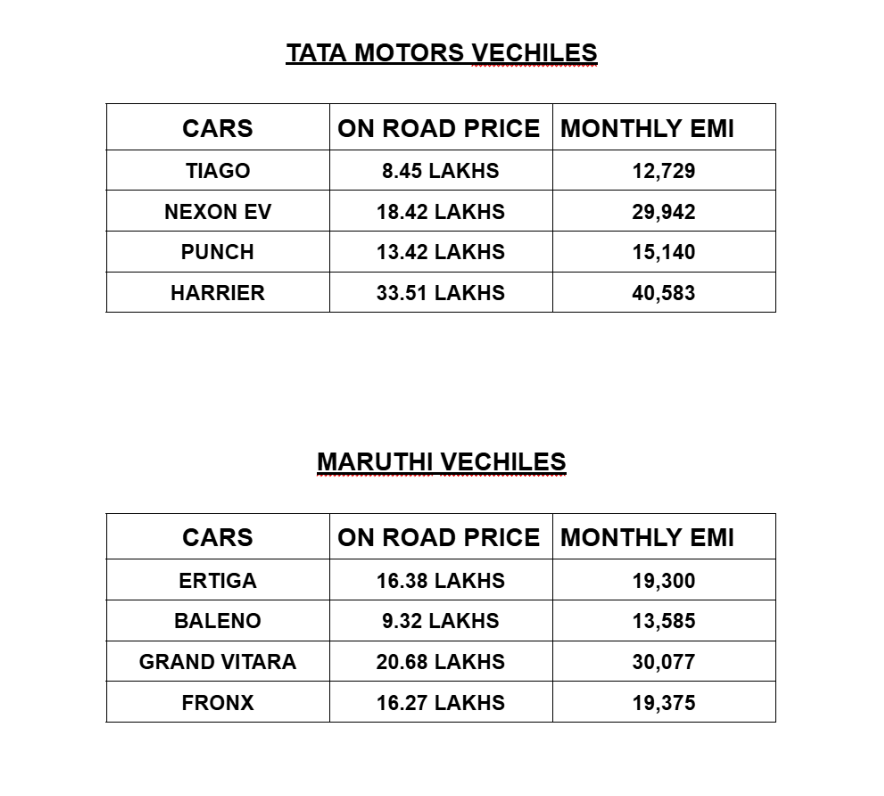 TATA MOTORS VECHILES
CARS ON ROAD PRICE MONTHLY EMI
TIAGO 8.45 LAKHS 12,729
NEXON EV 18.42 LAKHS 29,942
PUNCH 13.42 LAKHS 15,140
HARRIER 33.51 LAKHS 40,583
MARUTHI VECHILES
CARS ON ROAD PRICE MONTHLY EMI
ERTIGA 16.38 LAKHS 19,300
BALENO 9.32 LAKHS 13,585
GRAND VITARA 20.68 LAKHS 30,077
FRONX 16.27 LAKHS 19,375